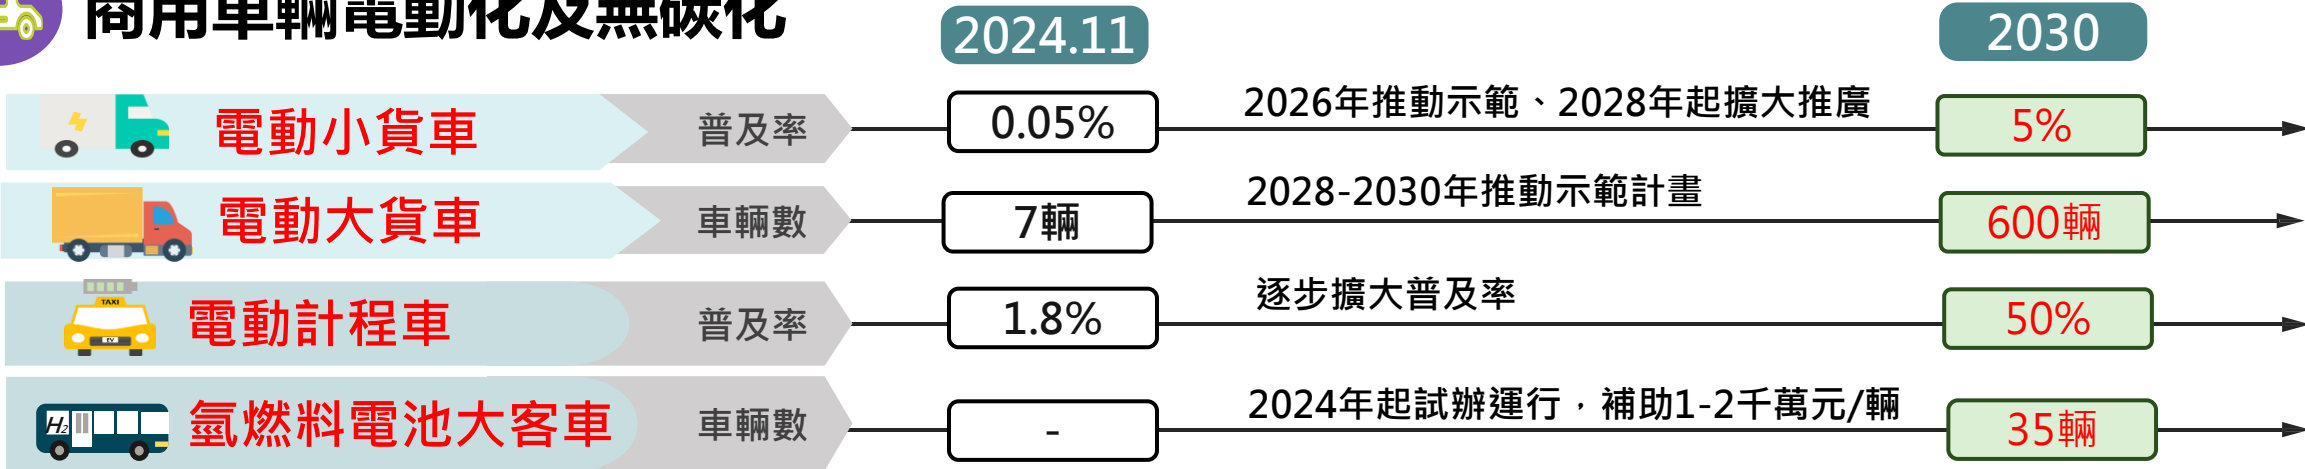 商用車輛電動化及無碳化
2024.11
2030
電動小貨車
普及率
0.05%
2026年推動示範、2028年起擴大推廣
5%
電動大貨車
車輛數
7輛
2028-2030年推動示範計畫
600輛
TAXI
EV
電動計程車
普及率
1.8%
逐步擴大普及率
50%
H2
氫燃料電池大客車
車輛數
-
2024年起試辦運行，補助1-2千萬元/輛
35輛